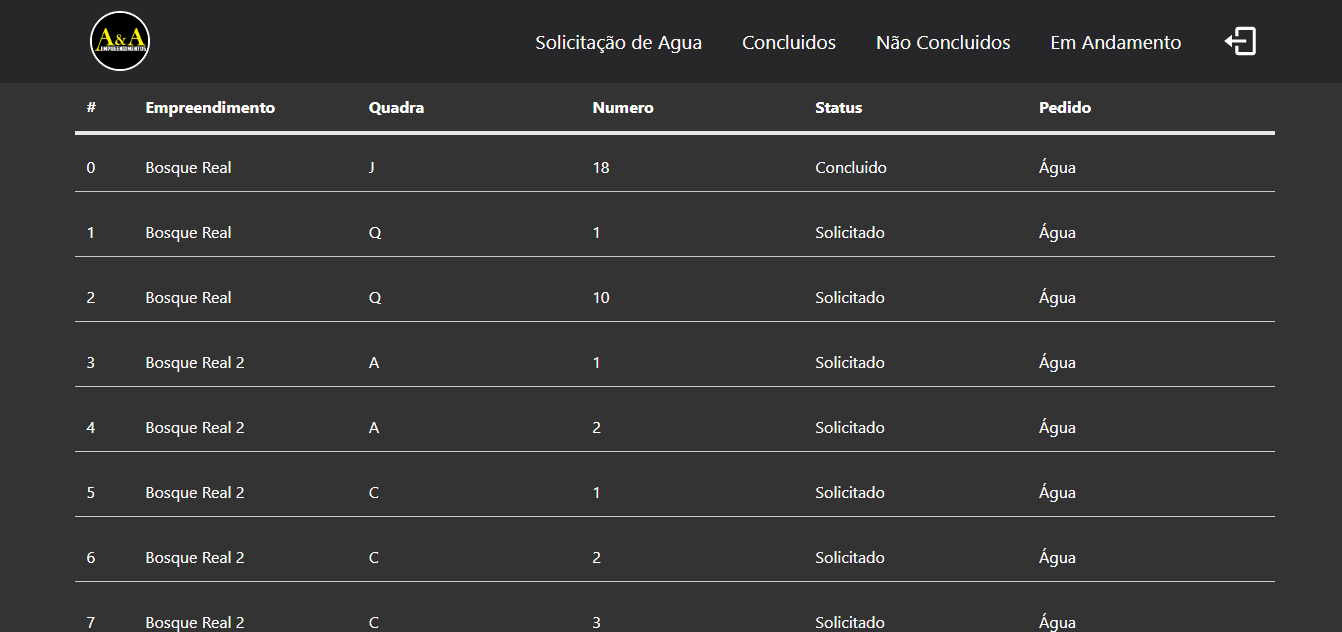 A&A
EMPREENDIMENTOS
Solicitação de Agua Concluidos Não Concluidos Em Andamento
# Empreendimento Quadra Numero Status Pedido
0 Bosque Real J 18 Concluido Água
1 Bosque Real Q 1 Solicitado Água
2 Bosque Real Q 10 Solicitado Água
3 Bosque Real 2 A 1 Solicitado Água
4 Bosque Real 2 A 2 Solicitado Água
5 Bosque Real 2 C 1 Solicitado Água
6 Bosque Real 2 C 2 Solicitado Água
7 Bosque Real 2 C 3 Solicitado Água